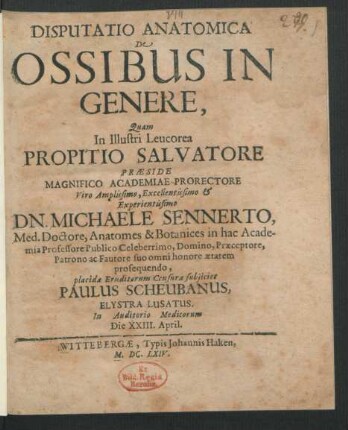 DISPUTATIO ANATOMICA
De
OSSIBUS IN
GENERE,
Quam
In Illustri Leucorea
PROPITIO SALVATORE
PRÆSIDE
MAGNIFICO ACADEMIÆ-PRORECTORE
Viro Amplissimo, Excellentissimo &
Experientissimo
DN. MICHAELE SENNERTO,
Med. Doctore, Anatomes & Botanices in hac Acade-
mia Professore Publico Celeberrimo, Domino, Præceptore,
Patrono ac Fautore suo omni honore ætatem
prosequendo,
placidæ Eruditorum Censuræ subjiciet
PAULUS SCHEUBANUS,
ELYSTRA LUSATUS.
In Auditorio Medicorum
Die XXIII. April.
WITTEBERGÆ, Typis Johannis Haken,
M. DC. LXIV.
Ex
Bibl. Regia